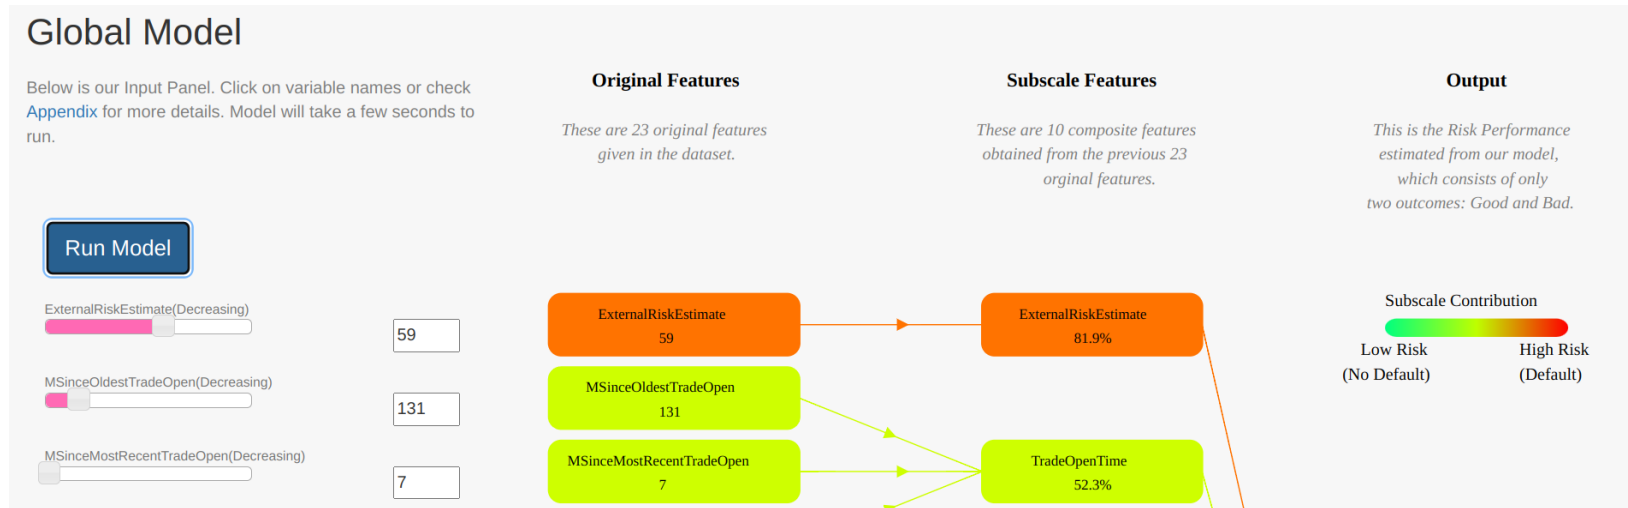 Global Model
Below is our Input Panel. Click on variable names or check
Appendix for more details. Model will take a few seconds to
run.
Run Model
ExternalRiskEstimate(Decreasing)
59
MSinceOldestTradeOpen(Decreasing)
131
MSinceMostRecentTradeOpen(Decreasing)
7
Original Features
These are 23 original features
given in the dataset.
ExternalRiskEstimate
59
MSinceOldestTradeOpen
131
MSinceMostRecentTradeOpen
7
Subscale Features
These are 10 composite features
obtained from the previous 23
orginal features.
ExternalRiskEstimate
81.9%
TradeOpenTime
52.3%
Output
This is the Risk Performance
estimated from our model,
which consists of only
two outcomes: Good and Bad.
Subscale Contribution
Low Risk
(No Default)
High Risk
(Default)